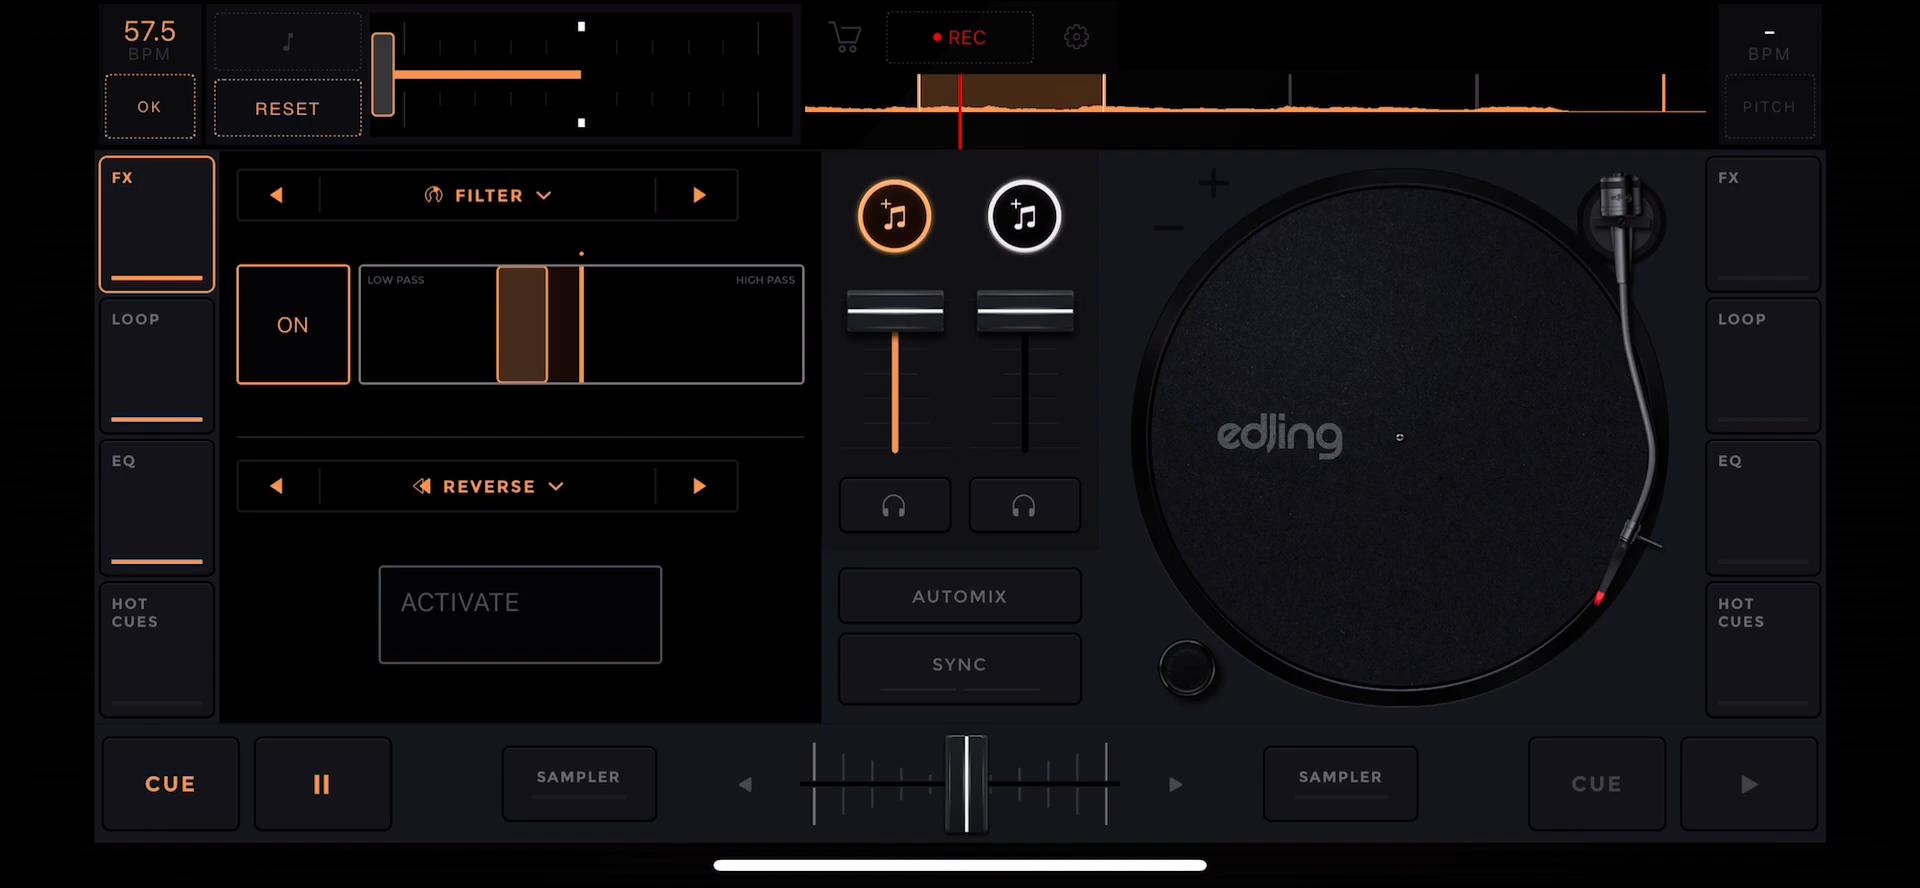 57.5
BPM
OK
RESET
REC
-
BPM
PITCH
FX
LOOP
EQ
HOT
CUES
FILTER
ON
LOW PASS
HIGH PASS
REVERSE
ACTIVATE
AUTOMIX
SYNC
edjing
edjing
FX
LOOP
EQ
HOT
CUES
CUE
SAMPLER
SAMPLER
CUE